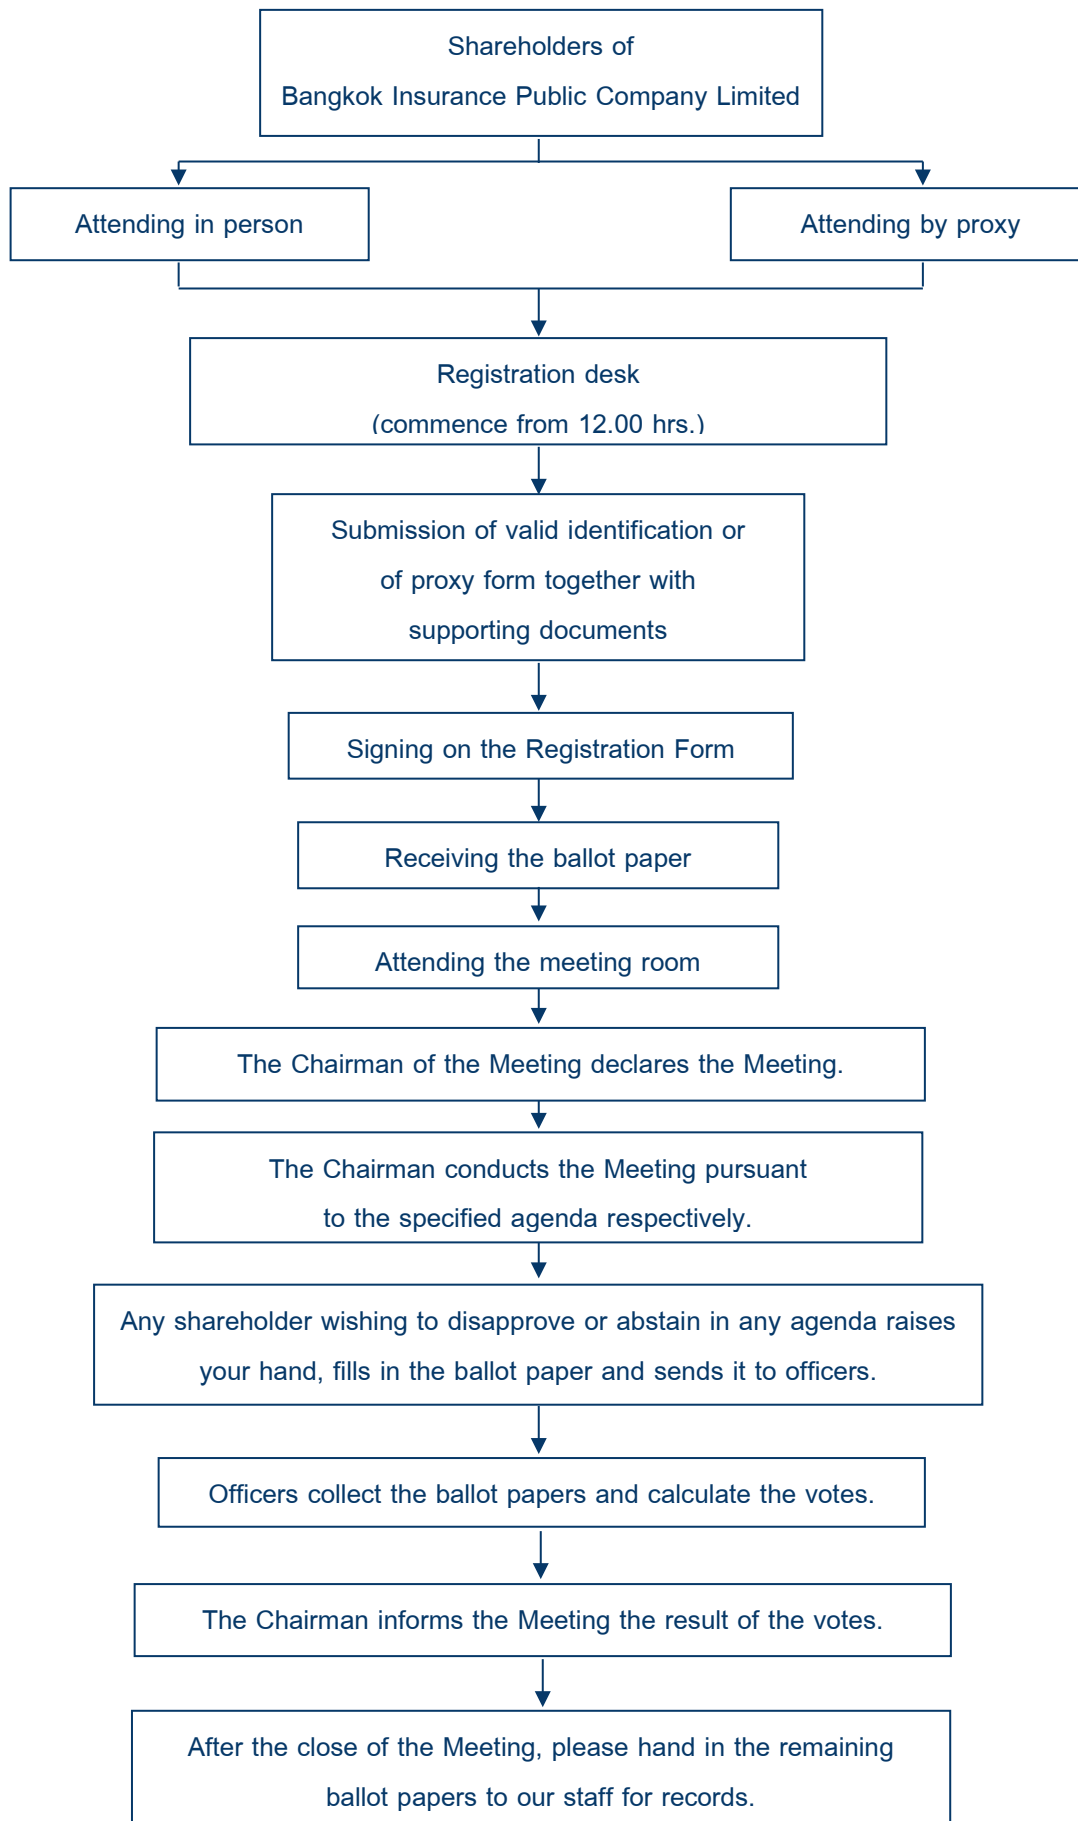 Shareholders of
Bangkok Insurance Public Company Limited
Attending in person
Attending by proxy
Registration desk
(commence from 12.00 hrs.)
Submission of valid identification or
of proxy form together with
supporting documents
Signing on the Registration Form
Receiving the ballot paper
Attending the meeting room
The Chairman of the Meeting declares the Meeting.
The Chairman conducts the Meeting pursuant
to the specified agenda respectively.
Any shareholder wishing to disapprove or abstain in any agenda raises
your hand, fills in the ballot paper and sends it to officers.
Officers collect the ballot papers and calculate the votes.
The Chairman informs the Meeting the result of the votes.
After the close of the Meeting, please hand in the remaining
ballot papers to our staff for records.